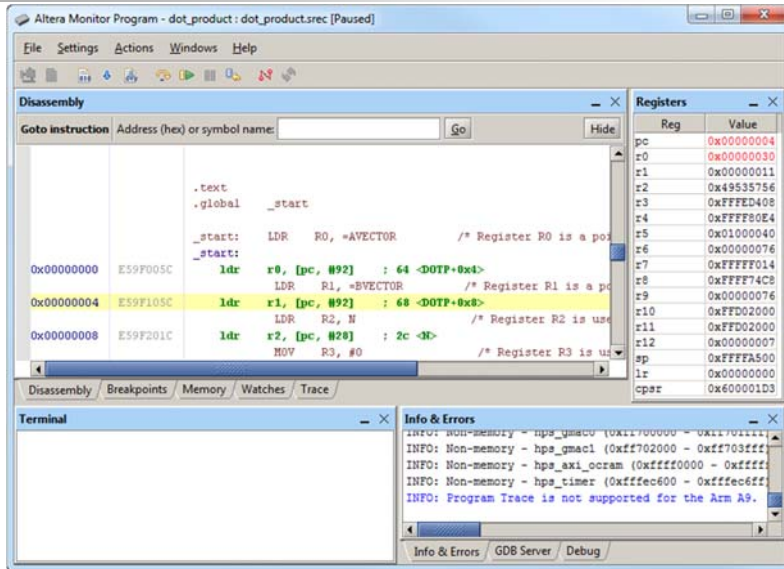 Altera Monitor Program - dot_product : dot_product.srec [Paused]
File Settings Actions Windows Help
Disassembly
Goto instruction Address (hex) or symbol name: Go Hide
.text
.global _start
_start: LDR R0, =AVECTOR /* Register R0 is a poi
_start:
0x00000000 E59F005C ldr r0, [pc, #92] ; 64 <DOTP+0x4>
LDR R1, =BVECTOR /* Register R1 is a po
0x00000004 E59F105C ldr r1, [pc, #92] ; 68 <DOTP+0x8>
LDR R2, N /* Register R2 is use
0x00000008 E59F201C ldr r2, [pc, #28] ; 2c <N>
MOV R3, #0 /* Register R3 is us
Disassembly Breakpoints Memory Watches Trace
Registers
Reg Value
pc 0x00000004
r0 0x00000030
r1 0x00000011
r2 0x49535756
r3 0xFFFED408
r4 0xFFFF80E4
r5 0x01000040
r6 0x00000076
r7 0xFFFFF014
r8 0xFFFF74C8
r9 0x00000076
r10 0xFFD02000
r11 0xFFD02000
r12 0x00000007
sp 0xFFFFA500
lr 0x00000000
cpsr 0x600001D3
Terminal
Info & Errors
INFO: Non-memory - hps_gmac0 (0xff700000 - 0xff701fff)
INFO: Non-memory - hps_gmac1 (0xff702000 - 0xff703fff)
INFO: Non-memory - hps_axi_ocram (0xffff0000 - 0xffff
INFO: Non-memory - hps_timer (0xfffec600 - 0xfffec6ff)
INFO: Program Trace is not supported for the Arm A9.
Info & Errors GDB Server Debug